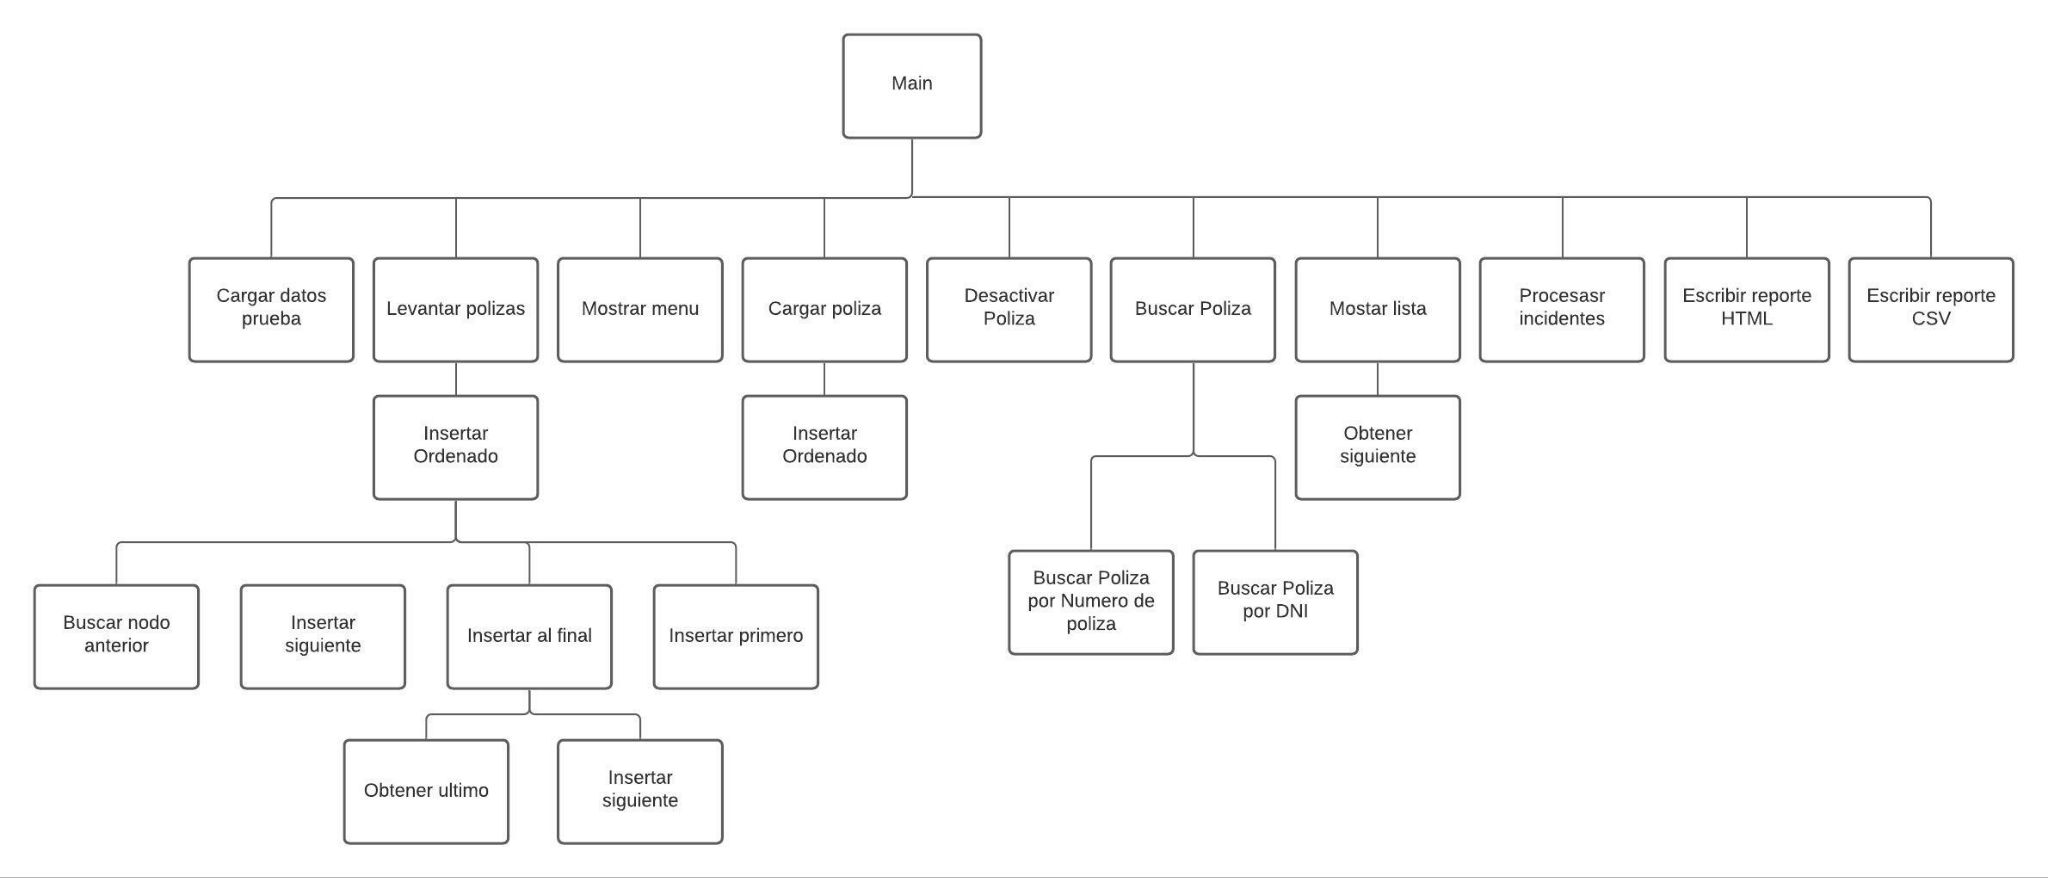 Main
Cargar datos
prueba
Levantar polizas
Mostrar menu
Cargar poliza
Desactivar
Poliza
Buscar Poliza
Mostar lista
Procesasr
incidentes
Escribir reporte
HTML
Escribir reporte
CSV
Insertar
Ordenado
Insertar
Ordenado
Obtener
siguiente
Buscar nodo
anterior
Insertar
siguiente
Insertar al final
Insertar primero
Buscar Poliza
por Numero de
poliza
Buscar Poliza
por DNI
Obtener ultimo
Insertar
siguiente